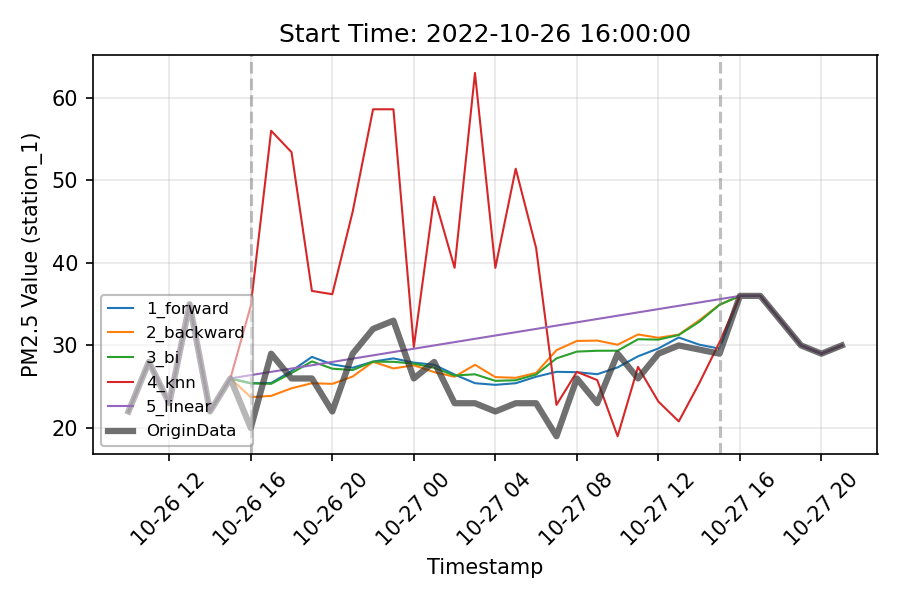 Start Time: 2022-10-26 16:00:00
PM2.5 Value (station_1)
60
50
40
30
20
1_forward
2_backward
3_bi
4_knn
5_linear
OriginData
10-26 12
10-26 16
10-26 20
10-27 00
10-27 04
10-27 08
10-27 12
10-27 16
10-27 20
Timestamp